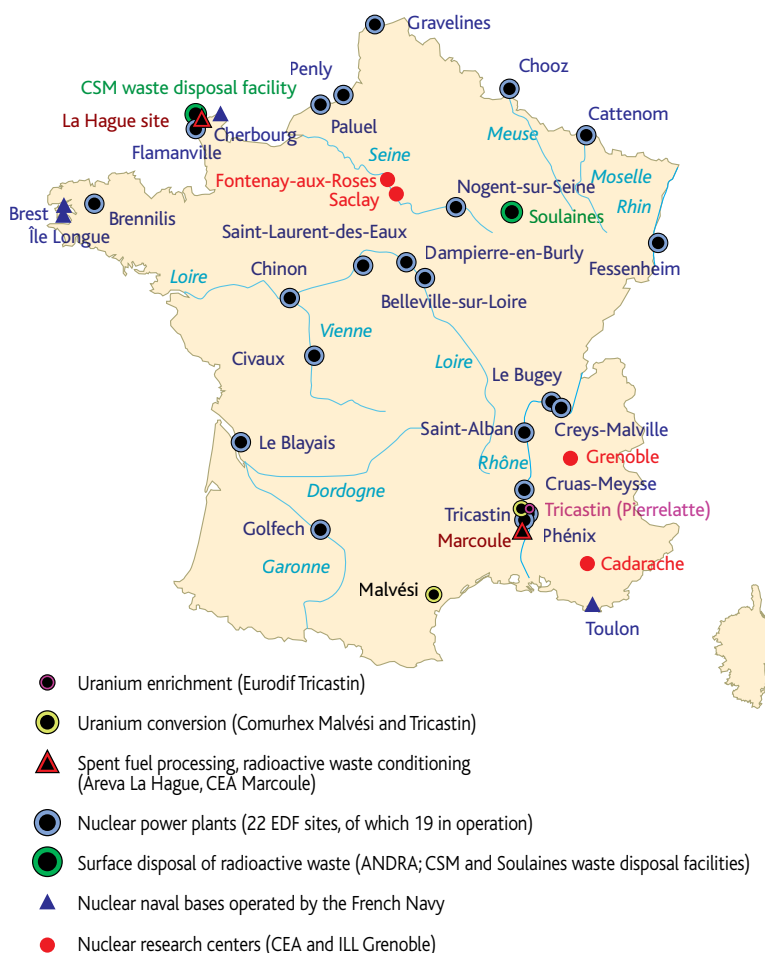 Gravelines
Chooz
Penly
CSM waste disposal facility
Cattenom
La Hague site
Cherbourg
Paluel
Meuse
Flamanville
Seine
Moselle
Fontenay-aux-Roses
Nogent-sur-Seine
Saclay
Rhin
Brest
Brennilis
Soulaines
Île Longue
Saint-Laurent-des-Eaux
Dampierre-en-Burly
Fessenheim
Loire
Chinon
Belleville-sur-Loire
Vienne
Civaux
Loire
Le Bugey
Saint-Alban
Creys-Malville
Le Blayais
Grenoble
Rhône
Cruas-Meysse
Dordogne
Tricastin
Tricastin (Pierrelatte)
Golfech
Marcoule
Phénix
Garonne
Cadarache
Malvési
Toulon
Uranium enrichment (Eurodif Tricastin)
Uranium conversion (Comurhex Malvési and Tricastin)
Spent fuel processing, radioactive waste conditioning
(Areva La Hague, CEA Marcoule)
Nuclear power plants (22 EDF sites, of which 19 in operation)
Surface disposal of radioactive waste (ANDRA; CSM and Soulaines waste disposal facilities)
Nuclear naval bases operated by the French Navy
Nuclear research centers (CEA and ILL Grenoble)